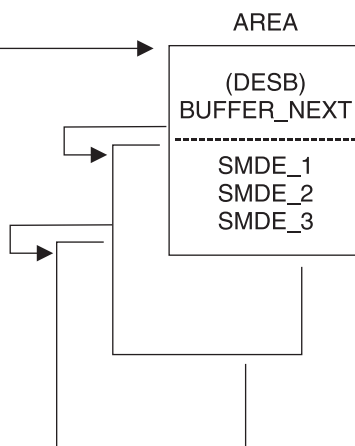 AREA
(DESB)
BUFFER_NEXT
SMDE_1
SMDE_2
SMDE_3